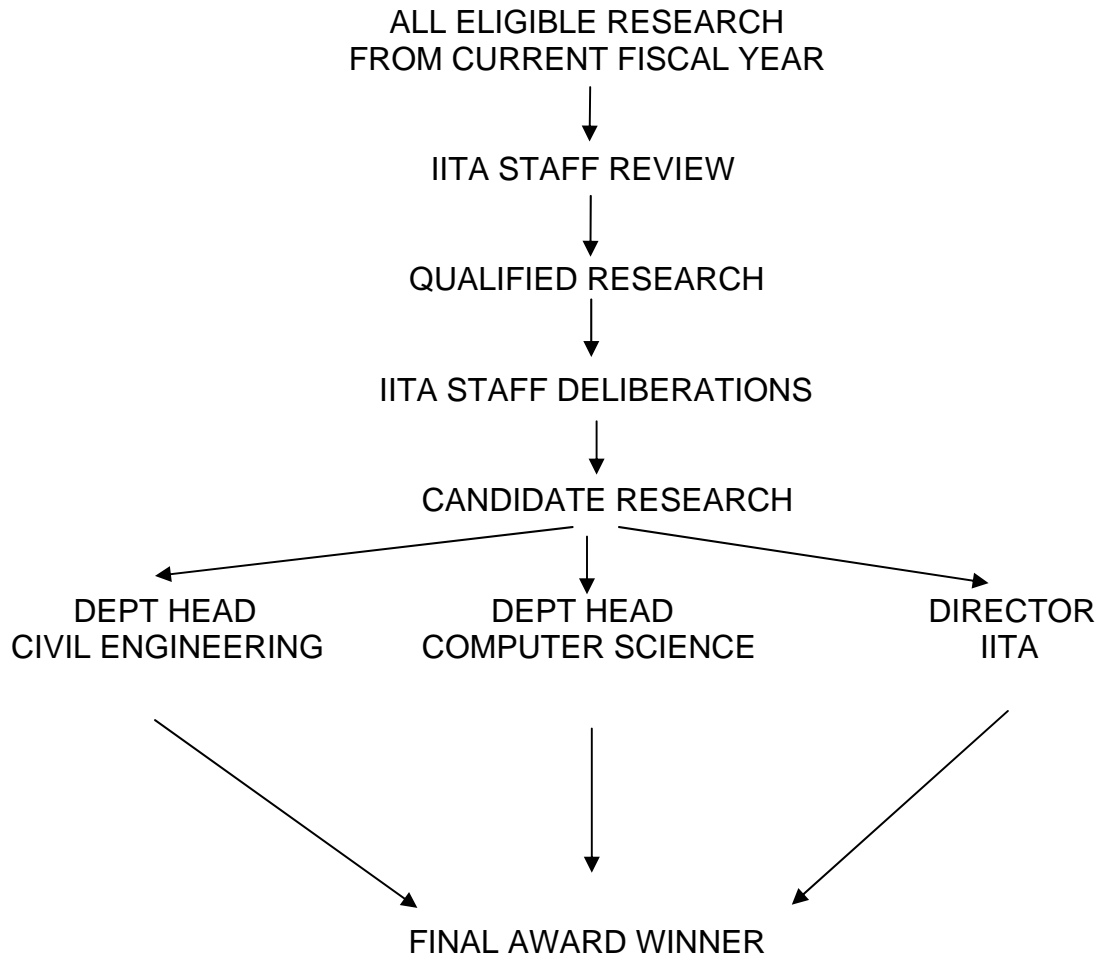 ALL ELIGIBLE RESEARCH
FROM CURRENT FISCAL YEAR
IITA STAFF REVIEW
QUALIFIED RESEARCH
IITA STAFF DELIBERATIONS
CANDIDATE RESEARCH
DEPT HEAD
CIVIL ENGINEERING
DEPT HEAD
COMPUTER SCIENCE
DIRECTOR
IITA
FINAL AWARD WINNER